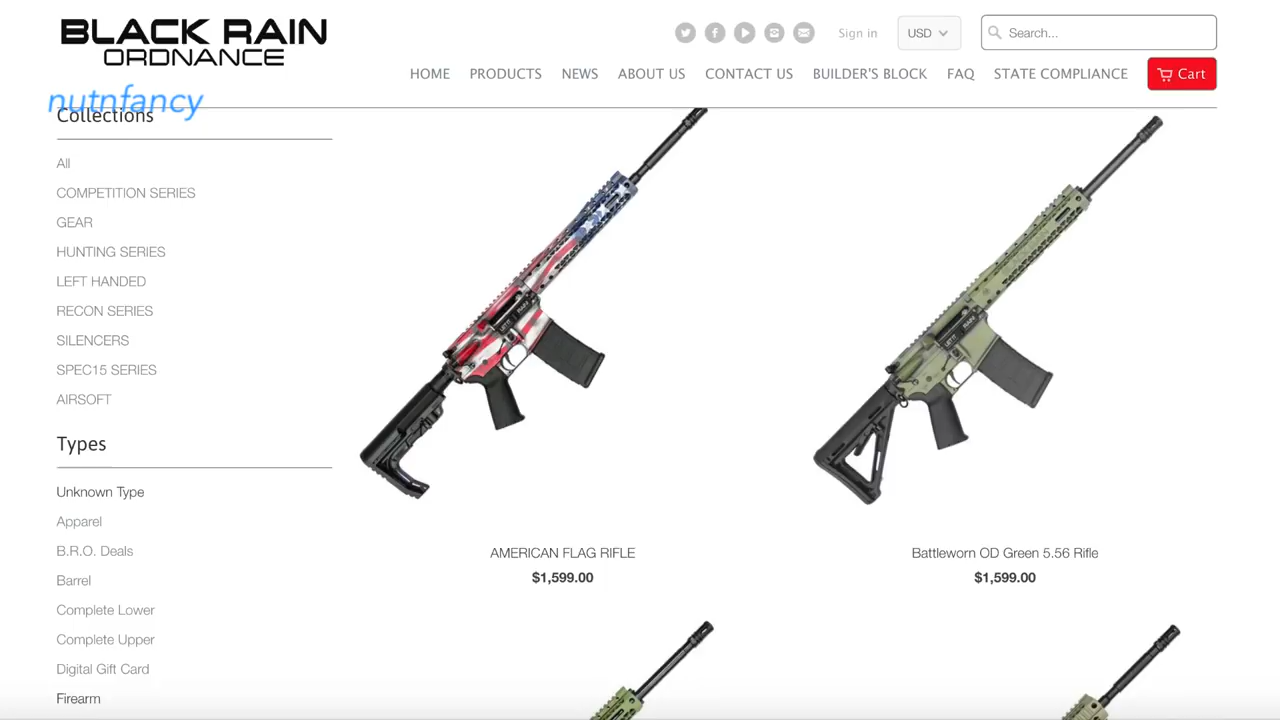 BLACK RAIN
ORDNANCE
Sign in
USD
Search...
HOME PRODUCTS NEWS ABOUT US CONTACT US BUILDER'S BLOCK FAQ STATE COMPLIANCE Cart
nutnfancy
Collections
All
COMPETITION SERIES
GEAR
HUNTING SERIES
LEFT HANDED
RECON SERIES
SILENCERS
SPEC15 SERIES
AIRSOFT
Types
Unknown Type
Apparel
B.R.O. Deals
Barrel
Complete Lower
Complete Upper
Digital Gift Card
Firearm
AMERICAN FLAG RIFLE
$1,599.00
Battleworn OD Green 5.56 Rifle
$1,599.00